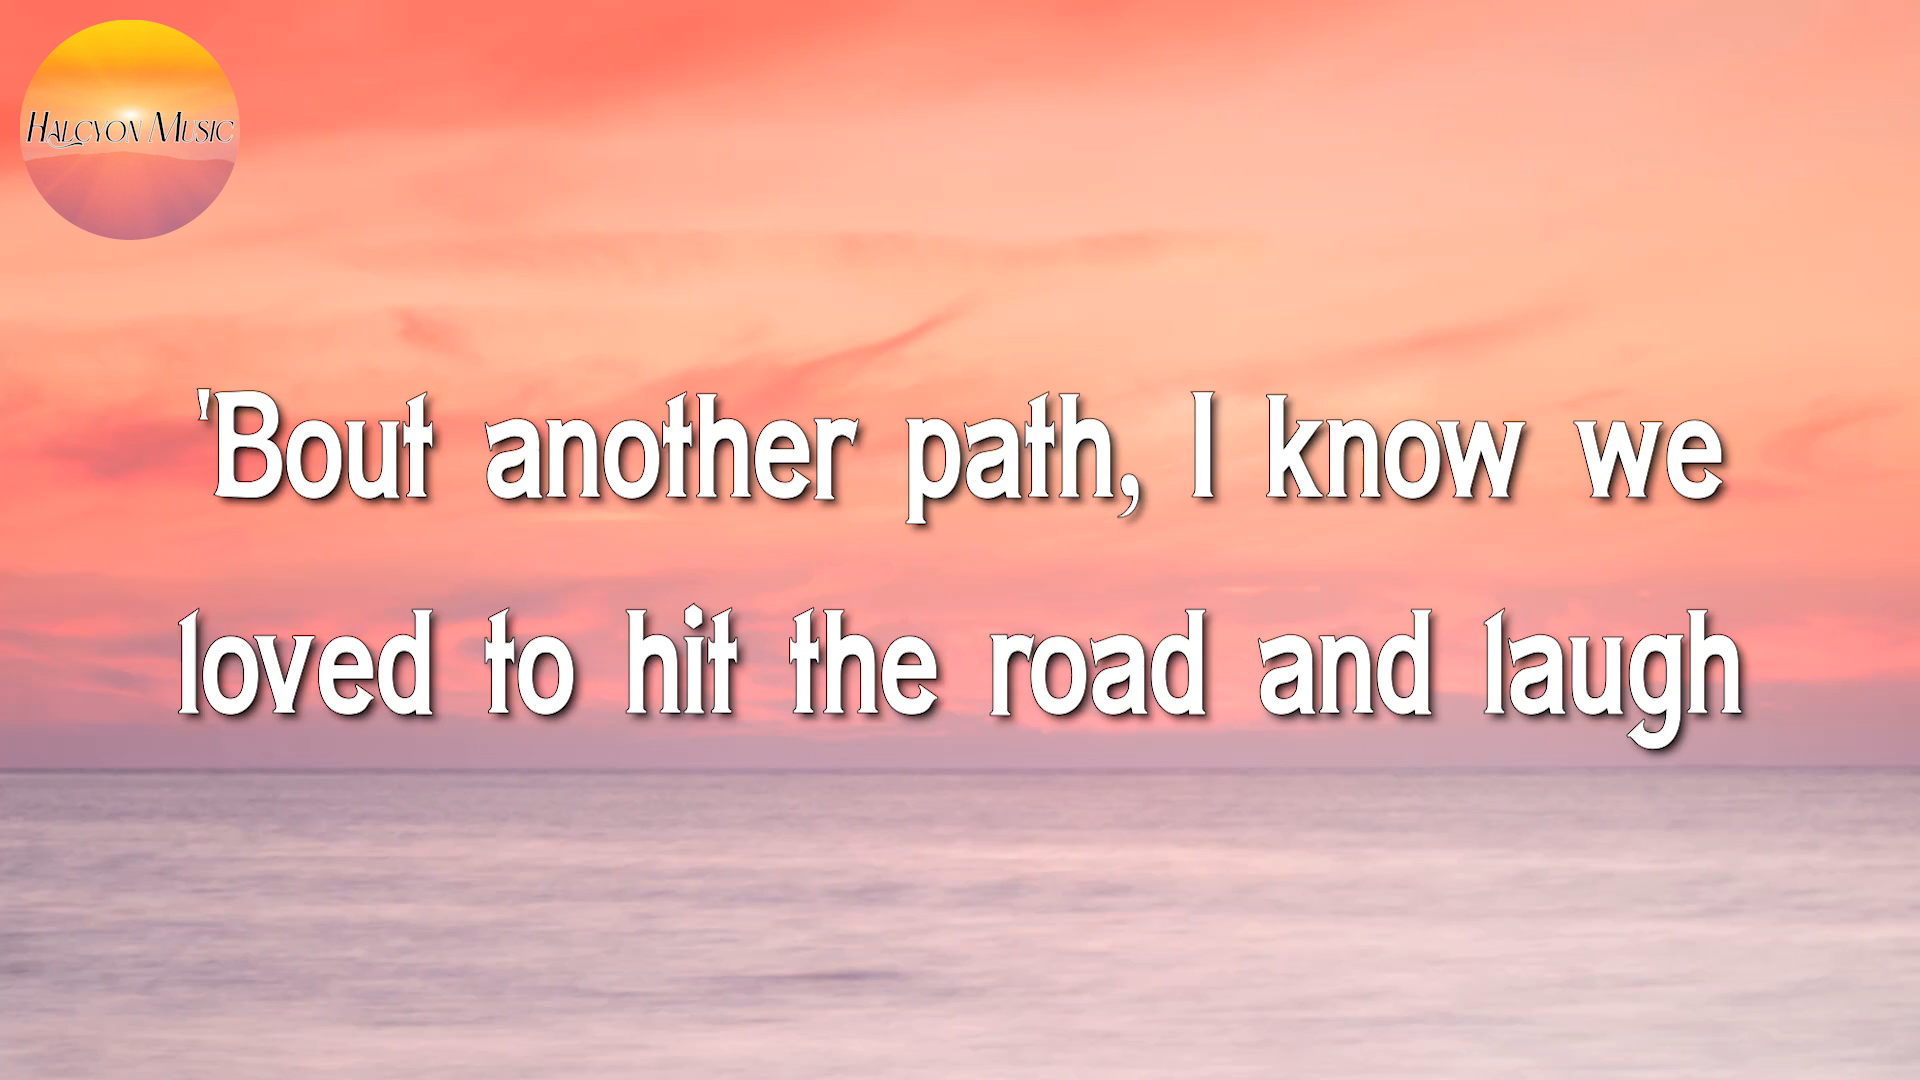 Halcyon Music
'Bout another path, I know we
loved to hit the road and laugh